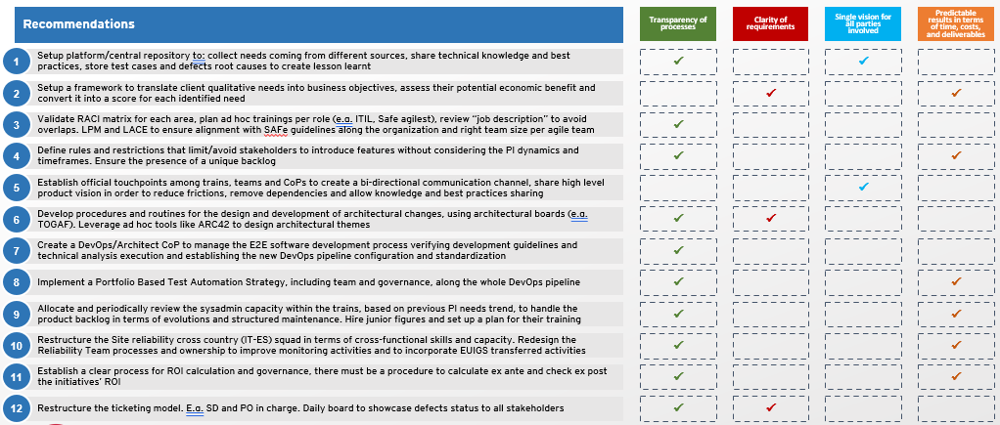 Recommendations
Transparency of
processes
Clarity of
requirements
Single vision for
all parties
involved
Predictable
results in terms
of time, costs,
and deliverables
1
Setup platform/central repository to: collect needs coming from different sources, share technical knowledge and best
practices, store test cases and defects root causes to create lesson learnt
✓
✓
2
Setup a framework to translate client qualitative needs into business objectives, assess their potential economic benefit and
convert it into a score for each identified need
✓
✓
3
Validate RACI matrix for each area, plan ad hoc trainings per role (e.g. ITIL, Safe agilest), review “job description” to avoid
overlaps. LPM and LACE to ensure alignment with SAFe guidelines along the organization and right team size per agile team
✓
4
Define rules and restrictions that limit/avoid stakeholders to introduce features without considering the PI dynamics and
timeframes. Ensure the presence of a unique backlog
✓
✓
5
Establish official touchpoints among trains, teams and CoPs to create a bi-directional communication channel, share high level
product vision in order to reduce frictions, remove dependencies and allow knowledge and best practices sharing
✓
6
Develop procedures and routines for the design and development of architectural changes, using architectural boards (e.g.
TOGAF). Leverage ad hoc tools like ARC42 to design architectural themes
✓
✓
7
Create a DevOps/Architect CoP to manage the E2E software development process verifying development guidelines and
technical analysis execution and establishing the new DevOps pipeline configuration and standardization
✓
8
Implement a Portfolio Based Test Automation Strategy, including team and governance, along the whole DevOps pipeline
✓
✓
9
Allocate and periodically review the sysadmin capacity within the trains, based on previous PI needs trend, to handle the
product backlog in terms of evolutions and structured maintenance. Hire junior figures and set up a plan for their training
✓
✓
10
Restructure the Site reliability cross country (IT-ES) squad in terms of cross-functional skills and capacity. Redesign the
Reliability Team processes and ownership to improve monitoring activities and to incorporate EUIGS transferred activities
✓
✓
11
Establish a clear process for ROI calculation and governance, there must be a procedure to calculate ex ante and check ex post
the initiatives’ ROI
✓
✓
12
Restructure the ticketing model. E.g. SD and PO in charge. Daily board to showcase defects status to all stakeholders
✓
✓